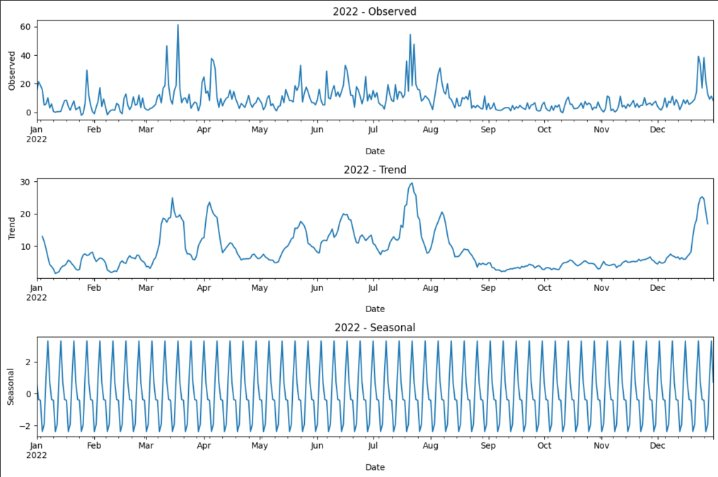 2022 - Observed
60
40
20
0
Observed
Jan Feb Mar Apr May Jun Jul Aug Sep Oct Nov Dec
2022
Date
2022 - Trend
30
20
10
Trend
Jan Feb Mar Apr May Jun Jul Aug Sep Oct Nov Dec
2022
Date
2022 - Seasonal
2
0
−2
Seasonal
Jan Feb Mar Apr May Jun Jul Aug Sep Oct Nov Dec
2022
Date